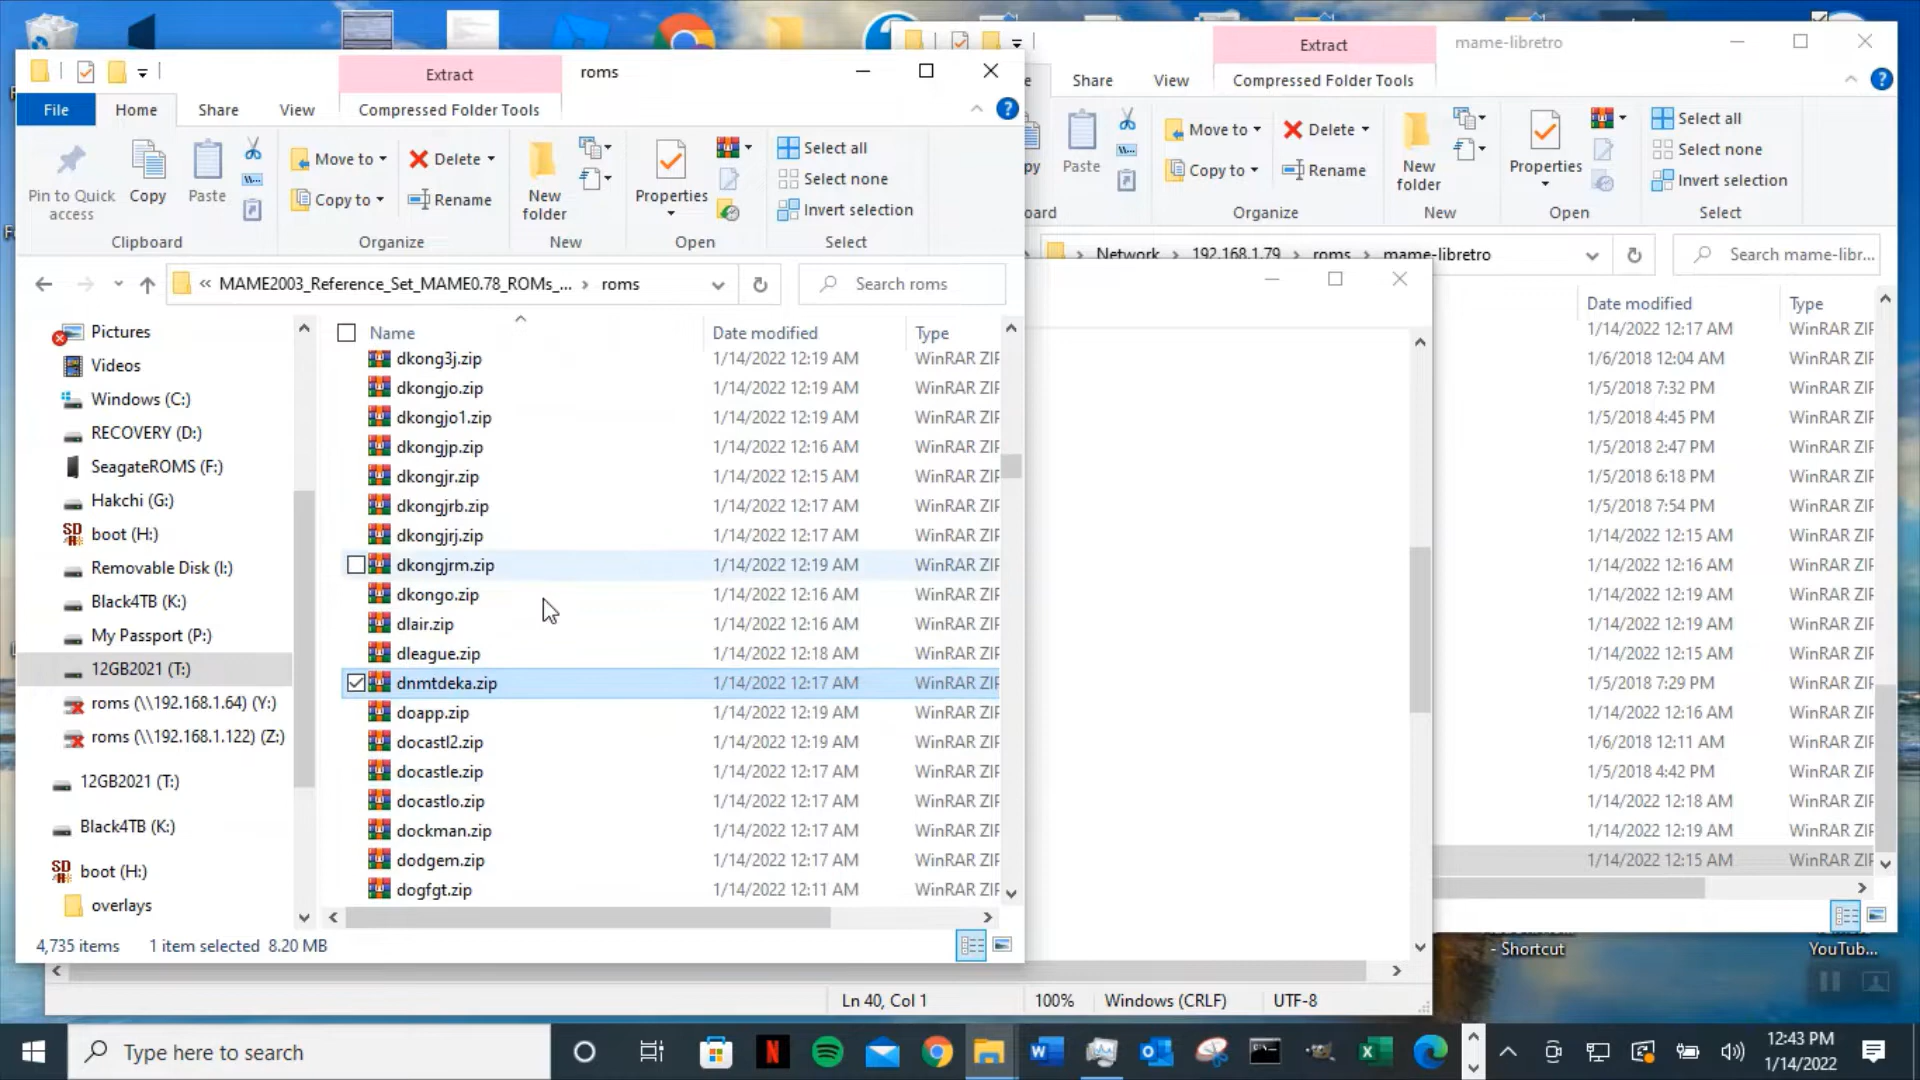 Extract
roms
File
Home
Share
View
Compressed Folder Tools
Pin to Quick access
Copy
Paste
Move to
Copy to
Delete
Rename
New folder
Properties
Select all
Select none
Invert selection
Clipboard
Organize
New
Open
Select
« MAME2003_Reference_Set_MAME0.78_ROMs_... > roms
Search roms
Pictures
Videos
Windows (C:)
RECOVERY (D:)
SeagateROMS (F:)
Hakchi (G:)
boot (H:)
Removable Disk (I:)
Black4TB (K:)
My Passport (P:)
12GB2021 (T:)
roms (\\192.168.1.64) (Y:)
roms (\\192.168.1.122) (Z:)
12GB2021 (T:)
Black4TB (K:)
boot (H:)
overlays
Name Date modified Type
dkong3j.zip 1/14/2022 12:19 AM WinRAR ZIP
dkongjo.zip 1/14/2022 12:19 AM WinRAR ZIP
dkongjo1.zip 1/14/2022 12:19 AM WinRAR ZIP
dkongjp.zip 1/14/2022 12:16 AM WinRAR ZIP
dkongjr.zip 1/14/2022 12:15 AM WinRAR ZIP
dkongjrb.zip 1/14/2022 12:17 AM WinRAR ZIP
dkongjrj.zip 1/14/2022 12:17 AM WinRAR ZIP
dkongjrm.zip 1/14/2022 12:19 AM WinRAR ZIP
dkongo.zip 1/14/2022 12:16 AM WinRAR ZIP
dlair.zip 1/14/2022 12:16 AM WinRAR ZIP
dleague.zip 1/14/2022 12:18 AM WinRAR ZIP
dnmtdeka.zip 1/14/2022 12:17 AM WinRAR ZIP
doapp.zip 1/14/2022 12:19 AM WinRAR ZIP
docastl2.zip 1/14/2022 12:19 AM WinRAR ZIP
docastle.zip 1/14/2022 12:17 AM WinRAR ZIP
docastlo.zip 1/14/2022 12:17 AM WinRAR ZIP
dockman.zip 1/14/2022 12:17 AM WinRAR ZIP
dodgem.zip 1/14/2022 12:17 AM WinRAR ZIP
dogfgt.zip 1/14/2022 12:11 AM WinRAR ZIP
4,735 items 1 item selected 8.20 MB
Extract
mame-libretro
Share
View
Compressed Folder Tools
Paste
Move to
Copy to
Delete
Rename
New folder
Properties
Select all
Select none
Invert selection
Organize
New
Open
Select
> Network > 192.168.1.79 > roms > mame-libretro
Search mame-libr...
Date modified Type
1/14/2022 12:17 AM WinRAR ZIP
1/6/2018 12:04 AM WinRAR ZIP
1/5/2018 7:32 PM WinRAR ZIP
1/5/2018 4:45 PM WinRAR ZIP
1/5/2018 2:47 PM WinRAR ZIP
1/5/2018 6:18 PM WinRAR ZIP
1/5/2018 7:54 PM WinRAR ZIP
1/14/2022 12:15 AM WinRAR ZIP
1/14/2022 12:16 AM WinRAR ZIP
1/14/2022 12:19 AM WinRAR ZIP
1/14/2022 12:19 AM WinRAR ZIP
1/14/2022 12:15 AM WinRAR ZIP
1/5/2018 7:29 PM WinRAR ZIP
1/14/2022 12:16 AM WinRAR ZIP
1/6/2018 12:11 AM WinRAR ZIP
1/5/2018 4:42 PM WinRAR ZIP
1/14/2022 12:18 AM WinRAR ZIP
1/14/2022 12:19 AM WinRAR ZIP
1/14/2022 12:15 AM WinRAR ZIP
- Shortcut
YouTub...
Ln 40, Col 1
100%
Windows (CRLF)
UTF-8
Type here to search
12:43 PM
1/14/2022